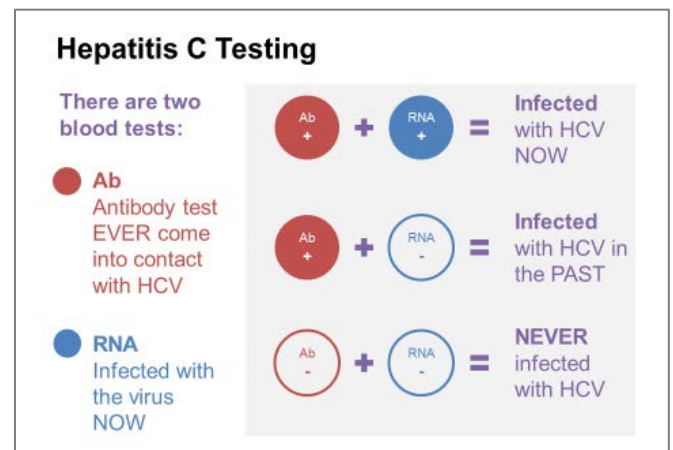 Hepatitis C Testing
There are two
blood tests:
Ab
Antibody test
EVER come
into contact
with HCV
RNA
Infected with
the virus
NOW
Ab
+
+
RNA
+
=
Infected
with HCV
NOW
Ab
+
+
RNA
-
=
Infected
with HCV in
the PAST
Ab
-
+
RNA
-
=
NEVER
infected
with HCV